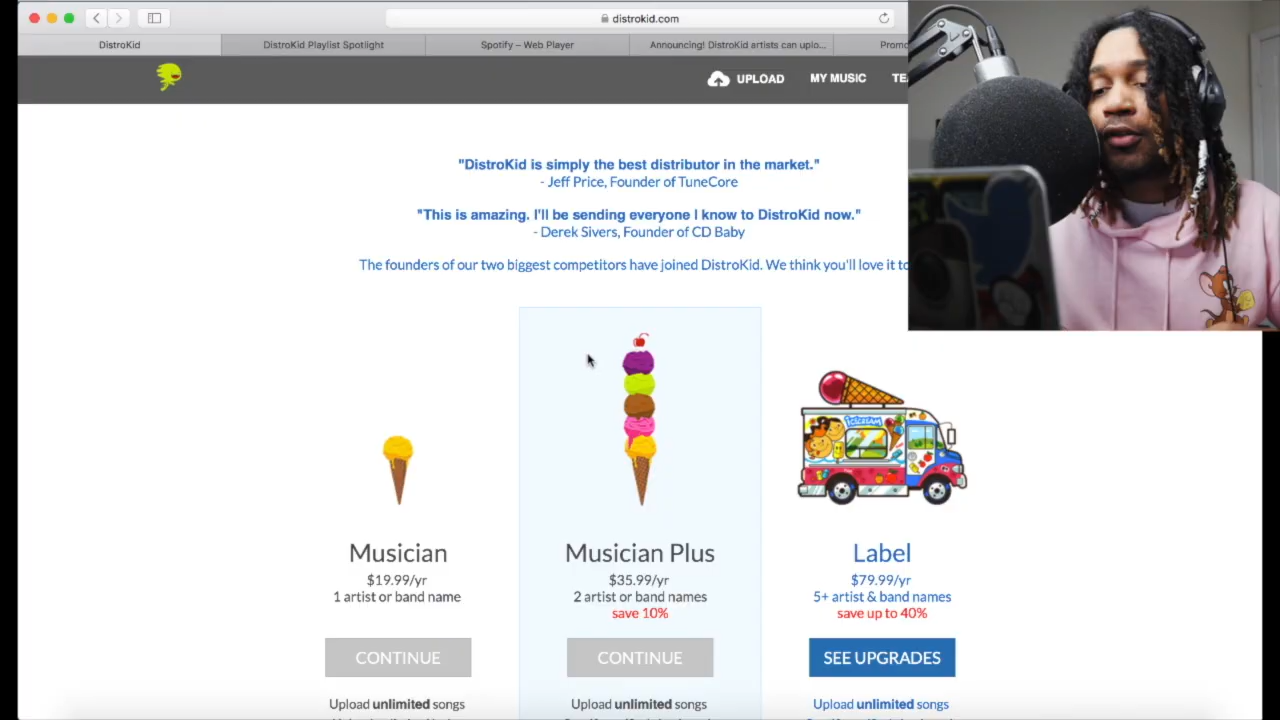 distrokid.com
DistroKid
DistroKid Playlist Spotlight
Spotify – Web Player
Announcing! DistroKid artists can uplo...
Promo
UPLOAD
MY MUSIC
TE
"DistroKid is simply the best distributor in the market."
- Jeff Price, Founder of TuneCore
"This is amazing. I'll be sending everyone I know to DistroKid now."
- Derek Sivers, Founder of CD Baby
The founders of our two biggest competitors have joined DistroKid. We think you'll love it to
ICECREAM
Musician
$19.99/yr
1 artist or band name
CONTINUE
Upload unlimited songs
Musician Plus
$35.99/yr
2 artist or band names
save 10%
CONTINUE
Upload unlimited songs
Label
$79.99/yr
5+ artist & band names
save up to 40%
SEE UPGRADES
Upload unlimited songs